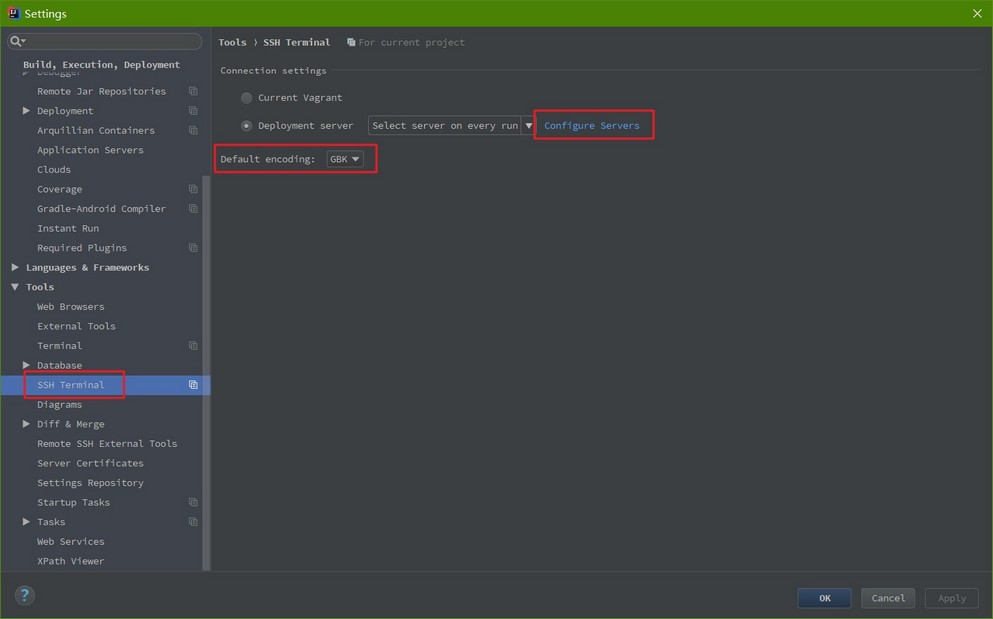 Settings
Build, Execution, Deployment
Debugger
Remote Jar Repositories
Deployment
Arquillian Containers
Application Servers
Clouds
Coverage
Gradle-Android Compiler
Instant Run
Required Plugins
Languages & Frameworks
Tools
Web Browsers
External Tools
Terminal
Database
SSH Terminal
Diagrams
Diff & Merge
Remote SSH External Tools
Server Certificates
Settings Repository
Startup Tasks
Tasks
Web Services
XPath Viewer
Tools › SSH Terminal For current project
Connection settings
Current Vagrant
Deployment server Select server on every run Configure Servers
Default encoding: GBK
?
OK Cancel Apply